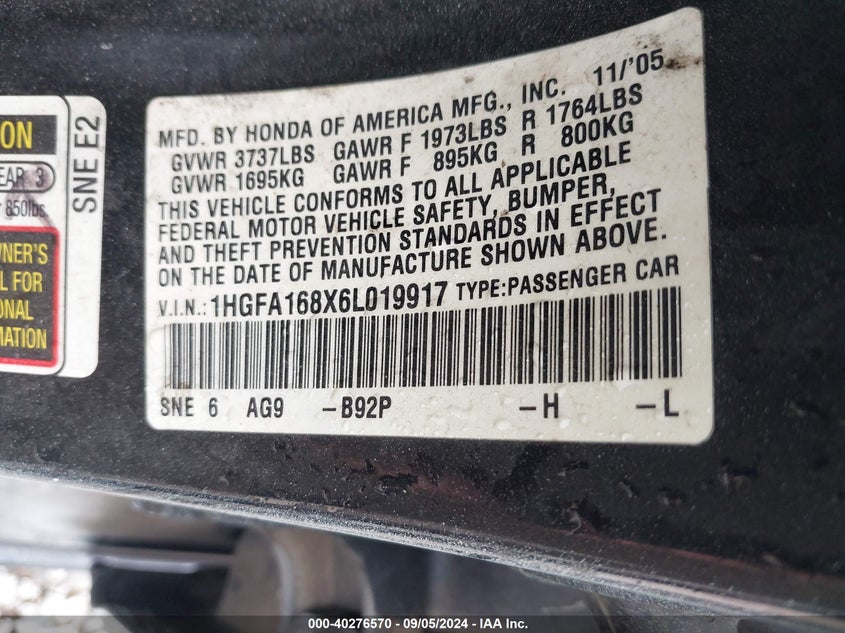 ON
EAR 3
850lbs
WNER'S
L FOR
ONAL
MATION
SNE E2
MFD. BY HONDA OF AMERICA MFG., INC. 11/'05
GVWR 3737LBS GAWR F 1973LBS R 1764LBS
GVWR 1695KG GAWR F 895KG R 800KG
THIS VEHICLE CONFORMS TO ALL APPLICABLE
FEDERAL MOTOR VEHICLE SAFETY, BUMPER,
AND THEFT PREVENTION STANDARDS IN EFFECT
ON THE DATE OF MANUFACTURE SHOWN ABOVE.
V.I.N.: 1HGFA168X6L019917 TYPE:PASSENGER CAR
SNE 6 AG9 -B92P -H -L
000-40276570 - 09/05/2024 - IAA Inc.